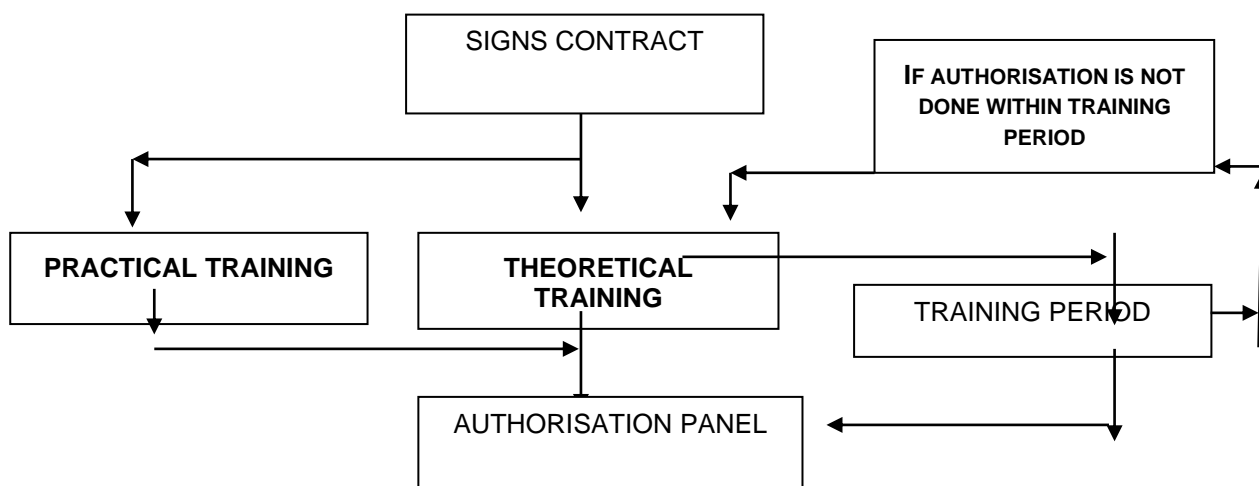 SIGNS CONTRACT
IF AUTHORISATION IS NOT
DONE WITHIN TRAINING
PERIOD
PRACTICAL TRAINING
THEORETICAL
TRAINING
TRAINING PERIOD
AUTHORISATION PANEL